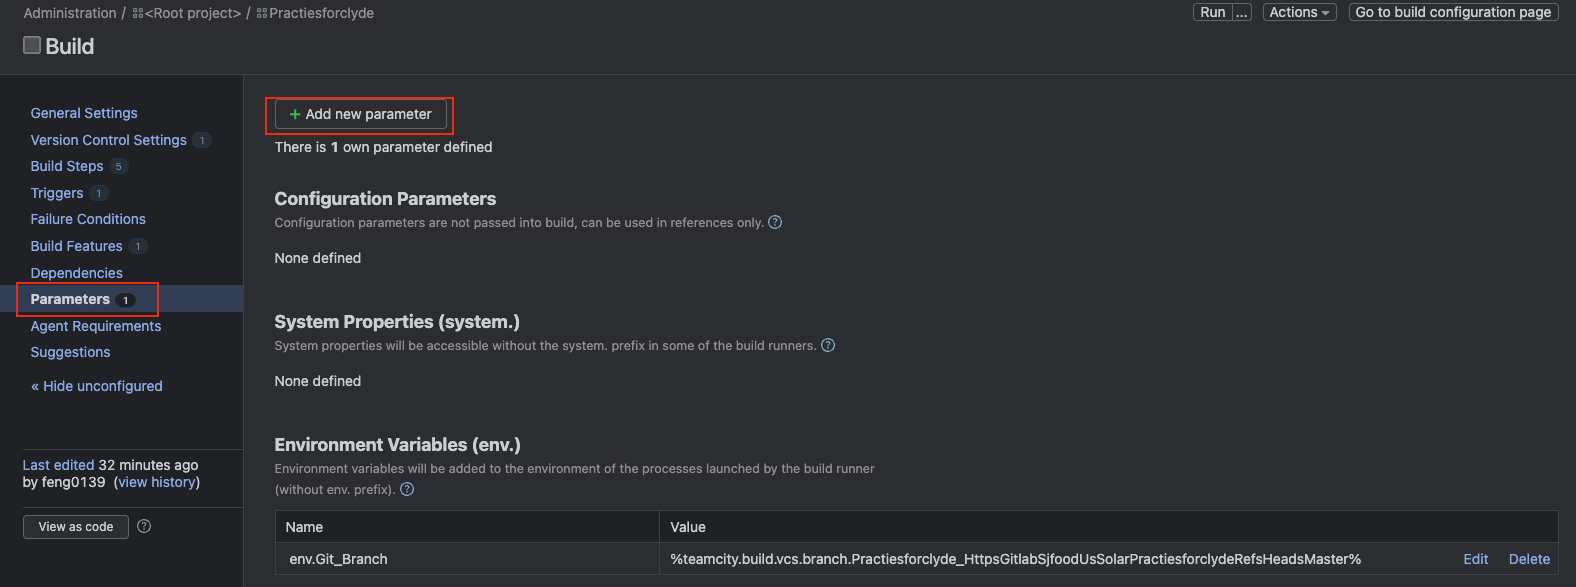 Administration / <Root project> / Practiesforclyde
Run ... Actions Go to build configuration page
Build
General Settings
Version Control Settings 1
Build Steps 5
Triggers 1
Failure Conditions
Build Features 1
Dependencies
Parameters 1
Agent Requirements
Suggestions
« Hide unconfigured
Last edited 32 minutes ago
by feng0139 (view history)
View as code ?
+ Add new parameter
There is 1 own parameter defined
Configuration Parameters
Configuration parameters are not passed into build, can be used in references only. ?
None defined
System Properties (system.)
System properties will be accessible without the system. prefix in some of the build runners. ?
None defined
Environment Variables (env.)
Environment variables will be added to the environment of the processes launched by the build runner
(without env. prefix). ?
Name Value
env.Git_Branch %teamcity.build.vcs.branch.Practiesforclyde_HttpsGitlabSjfoodUsSolarPractiesforclydeRefsHeadsMaster% Edit Delete